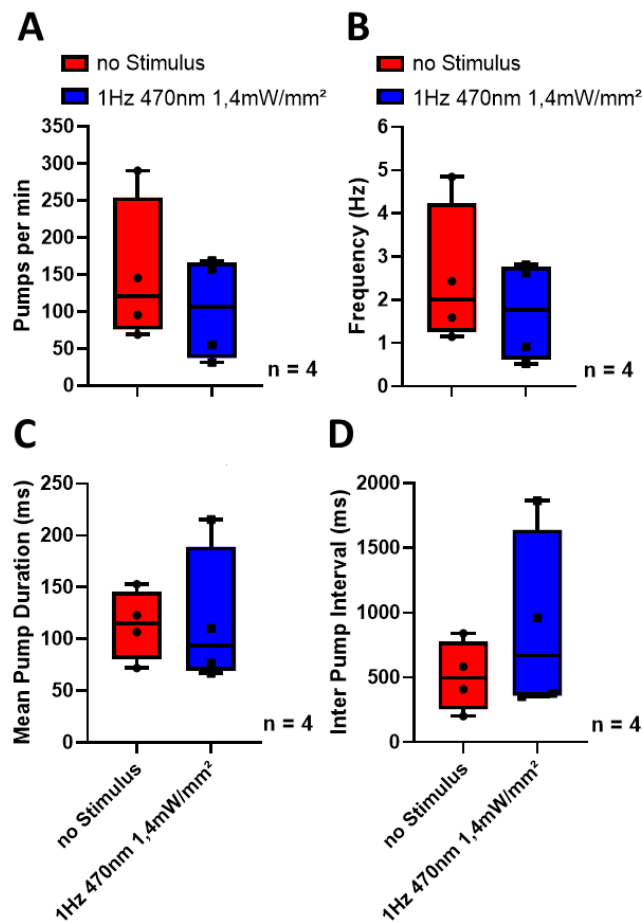 A
no Stimulus
1Hz 470nm 1,4mW/mm²
Pumps per min
350
300
250
200
150
100
50
0
n = 4
B
no Stimulus
1Hz 470nm 1,4mW/mm²
Frequency (Hz)
6
5
4
3
2
1
0
n = 4
C
Mean Pump Duration (ms)
250
200
150
100
50
0
n = 4
no Stimulus
1Hz 470nm 1,4mW/mm²
D
Inter Pump Interval (ms)
2000
1500
1000
500
0
n = 4
no Stimulus
1Hz 470nm 1,4mW/mm²